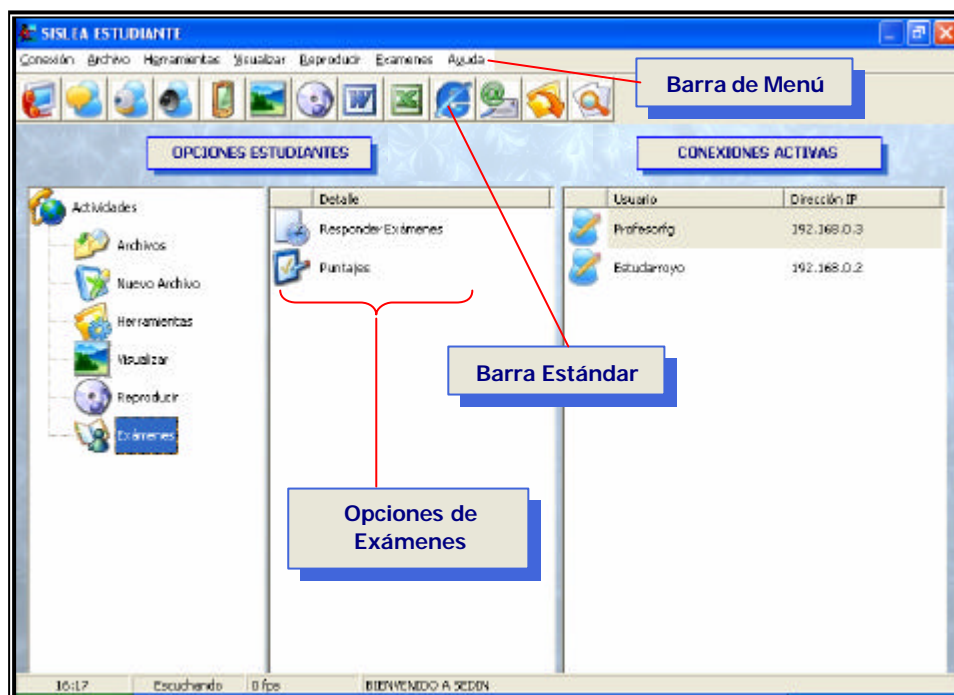 SISLEA ESTUDIANTE
Conexión Archivo Herramientas Visualizar Reproducir Examenes Ayuda
Barra de Menú
OPCIONES ESTUDIANTES
CONEXIONES ACTIVAS
Actividades
Archivos
Nuevo Archivo
Herramientas
Visualizar
Reproducir
Exámenes
Detalle
Responder Exámenes
Puntajes
Usuario Dirección IP
Profesorfg 192.168.0.3
Estudarroyo 192.168.0.2
Barra Estándar
Opciones de
Exámenes
16:17 Escuchando 0 fps BIENVENIDO A SEDIN